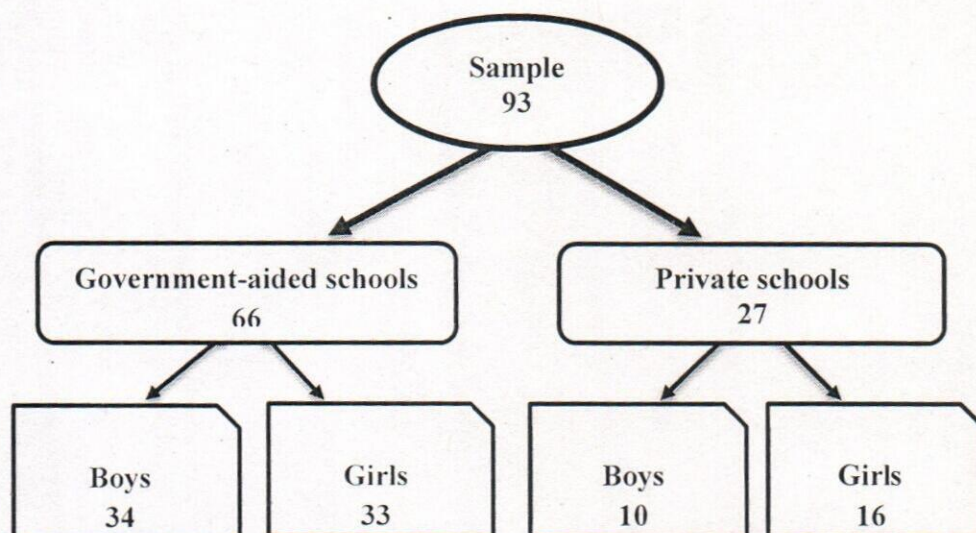 Sample
93
Government-aided schools
66
Private schools
27
Boys
34
Girls
33
Boys
10
Girls
16